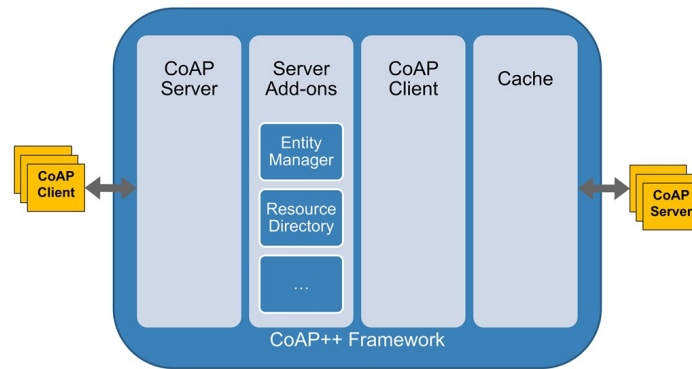 CoAP
Server
Server
Add-ons
CoAP
Client
Cache
Entity
Manager
Resource
Directory
...
CoAP
Client
CoAP
Server
CoAP++ Framework